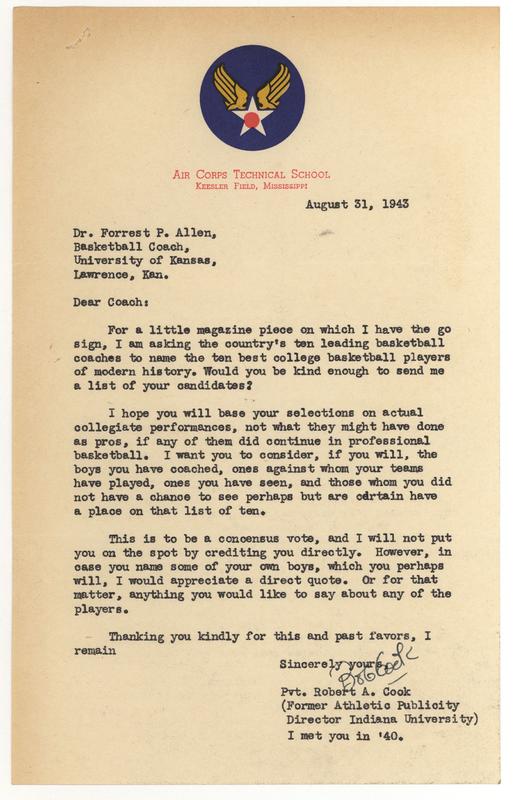 AIR CORPS TECHNICAL SCHOOL
KEESLER FIELD, MISSISSIPPI
August 31, 1943
Dr. Forrest P. Allen,
Basketball Coach,
University of Kansas,
Lawrence, Kan.
Dear Coach:
For a little magazine piece on which I have the go
sign, I am asking the country's ten leading basketball
coaches to name the ten best college basketball players
of modern history. Would you be kind enough to send me
a list of your candidates?
I hope you will base your selections on actual
collegiate performances, not what they might have done
as pros, if any of them did continue in professional
basketball. I want you to consider, if you will, the
boys you have coached, ones against whom your teams
have played, ones you have seen, and those whom you did
not have a chance to see perhaps but are certain have
a place on that list of ten.
This is to be a concensus vote, and I will not put
you on the spot by crediting you directly. However, in
case you name some of your own boys, which you perhaps
will, I would appreciate a direct quote. Or for that
matter, anything you would like to say about any of the
players.
Thanking you kindly for this and past favors, I
remain
Sincerely yours,
Bob Cook
Pvt. Robert A. Cook
(Former Athletic Publicity
Director Indiana University)
I met you in '40.